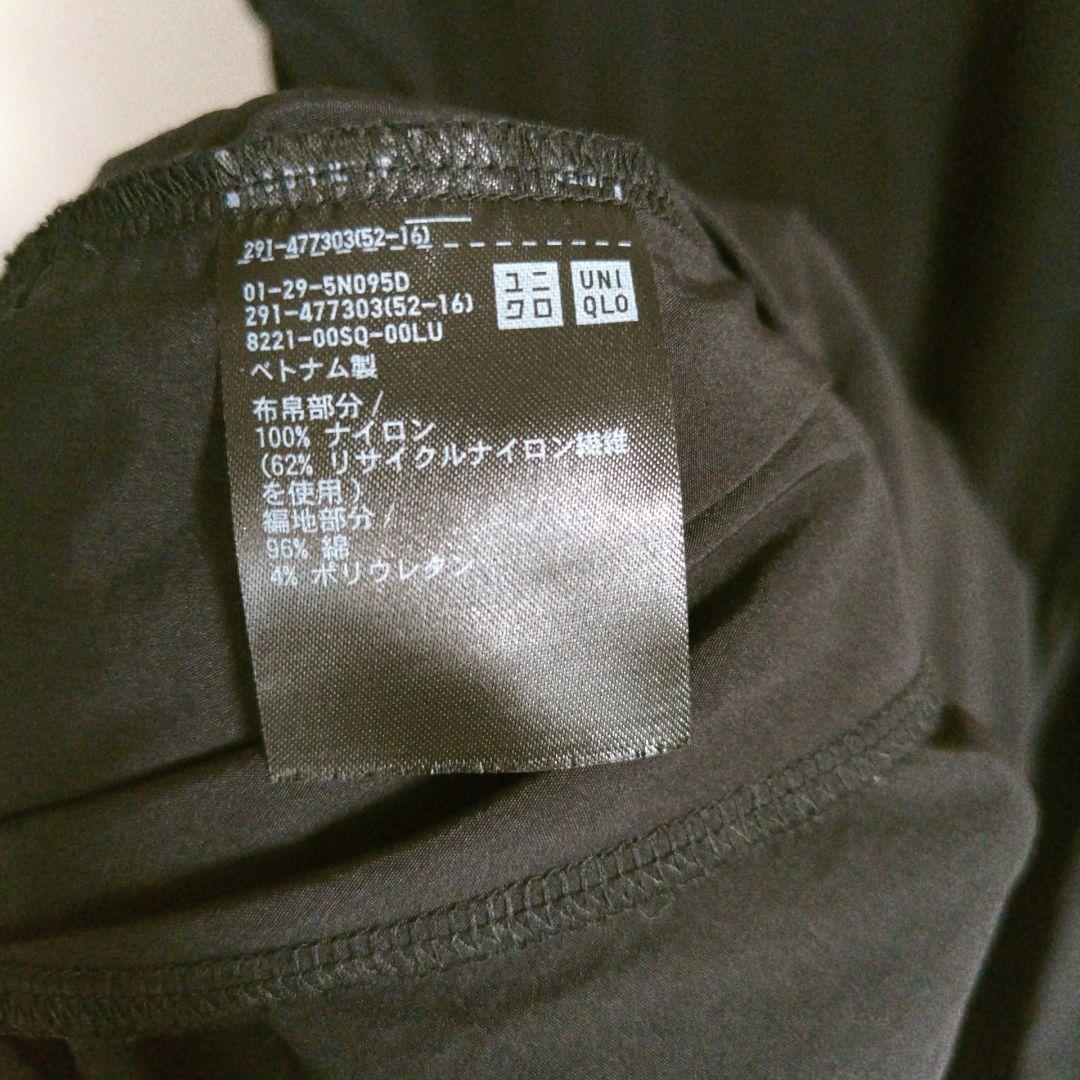 291-477303(52-16)
01-29-5N095D
291-477303(52-16)
8221-00SQ-00LU
ユニクロ
UNIQLO
ベトナム製
布帛部分/
100% ナイロン
(62% リサイクルナイロン繊維
を使用)
編地部分/
96% 綿
4% ポリウレタン